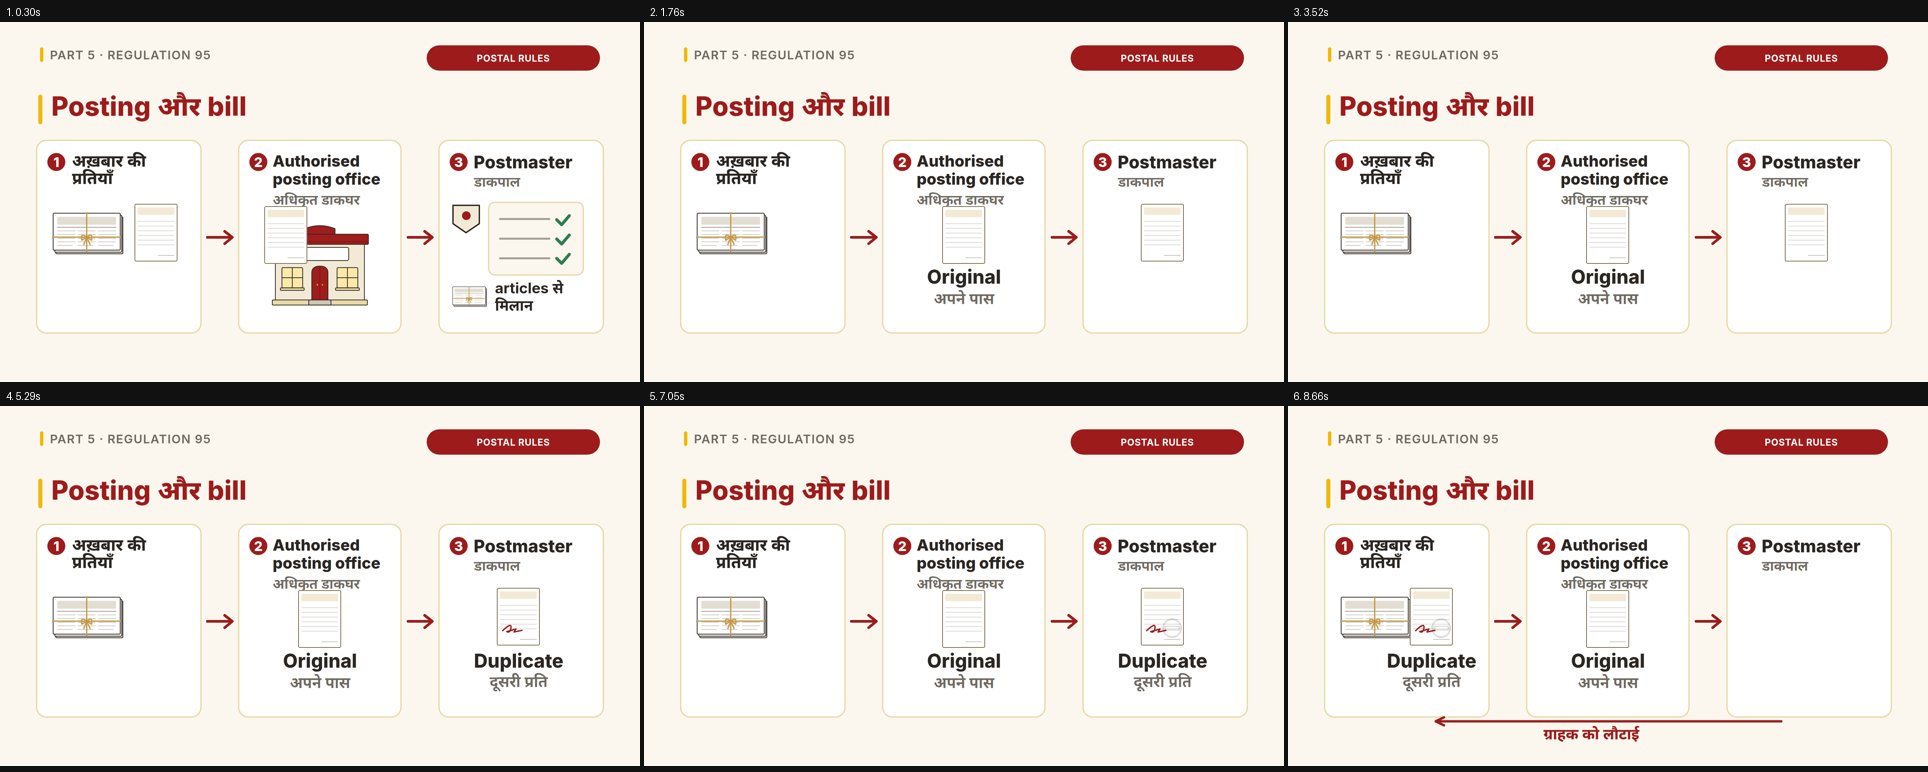 1. 0.30s
PART 5 · REGULATION 95
POSTAL RULES
Posting और bill
1 अख़बार की
प्रतियाँ
2 Authorised
posting office
अधिकृत डाकघर
3 Postmaster
डाकपाल
articles से
मिलान
2. 1.76s
PART 5 · REGULATION 95
POSTAL RULES
Posting और bill
1 अख़बार की
प्रतियाँ
2 Authorised
posting office
अधिकृत डाकघर
Original
अपने पास
3 Postmaster
डाकपाल
3. 3.52s
PART 5 · REGULATION 95
POSTAL RULES
Posting और bill
1 अख़बार की
प्रतियाँ
2 Authorised
posting office
अधिकृत डाकघर
Original
अपने पास
3 Postmaster
डाकपाल
4. 5.29s
PART 5 · REGULATION 95
POSTAL RULES
Posting और bill
1 अख़बार की
प्रतियाँ
2 Authorised
posting office
अधिकृत डाकघर
Original
अपने पास
3 Postmaster
डाकपाल
Duplicate
दूसरी प्रति
5. 7.05s
PART 5 · REGULATION 95
POSTAL RULES
Posting और bill
1 अख़बार की
प्रतियाँ
2 Authorised
posting office
अधिकृत डाकघर
Original
अपने पास
3 Postmaster
डाकपाल
Duplicate
दूसरी प्रति
6. 8.66s
PART 5 · REGULATION 95
POSTAL RULES
Posting और bill
1 अख़बार की
प्रतियाँ
Duplicate
दूसरी प्रति
2 Authorised
posting office
अधिकृत डाकघर
Original
अपने पास
3 Postmaster
डाकपाल
ग्राहक को लौटाई